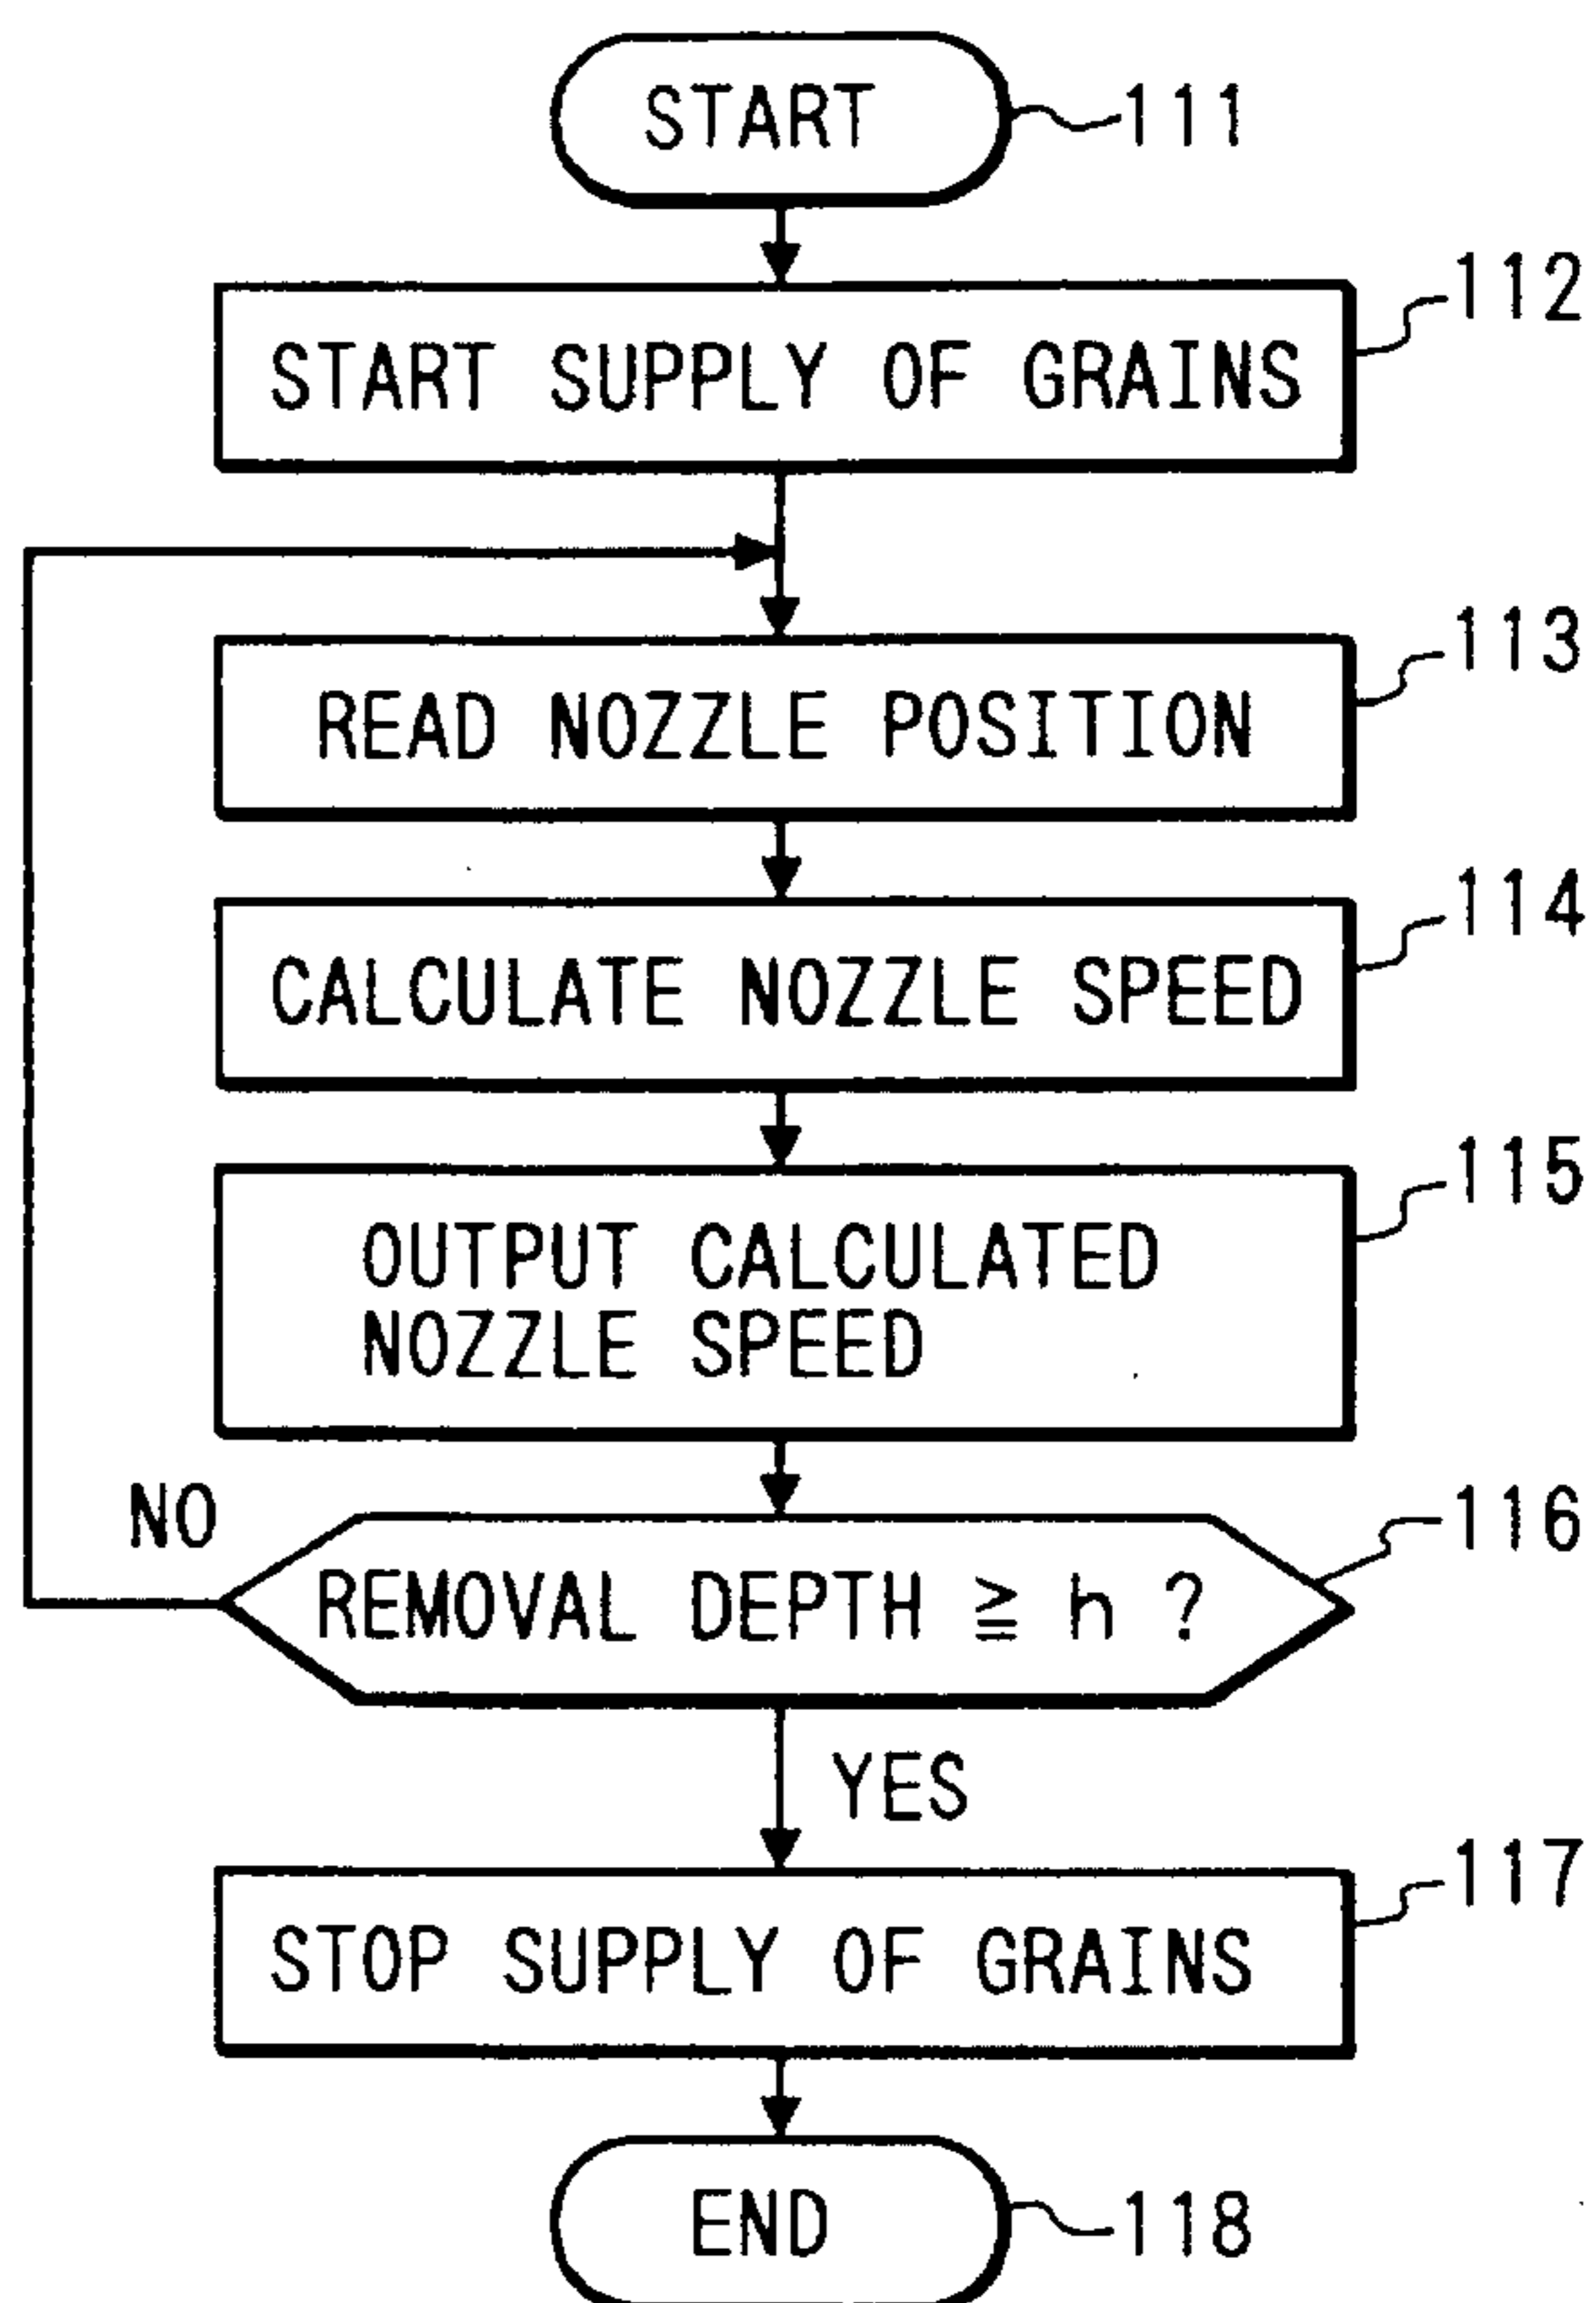 START
111
112
START SUPPLY OF GRAINS
113
READ NOZZLE POSITION
114
CALCULATE NOZZLE SPEED
115
OUTPUT CALCULATED
NOZZLE SPEED
NO
116
REMOVAL DEPTH ≧ h ?
YES
117
STOP SUPPLY OF GRAINS
END
118